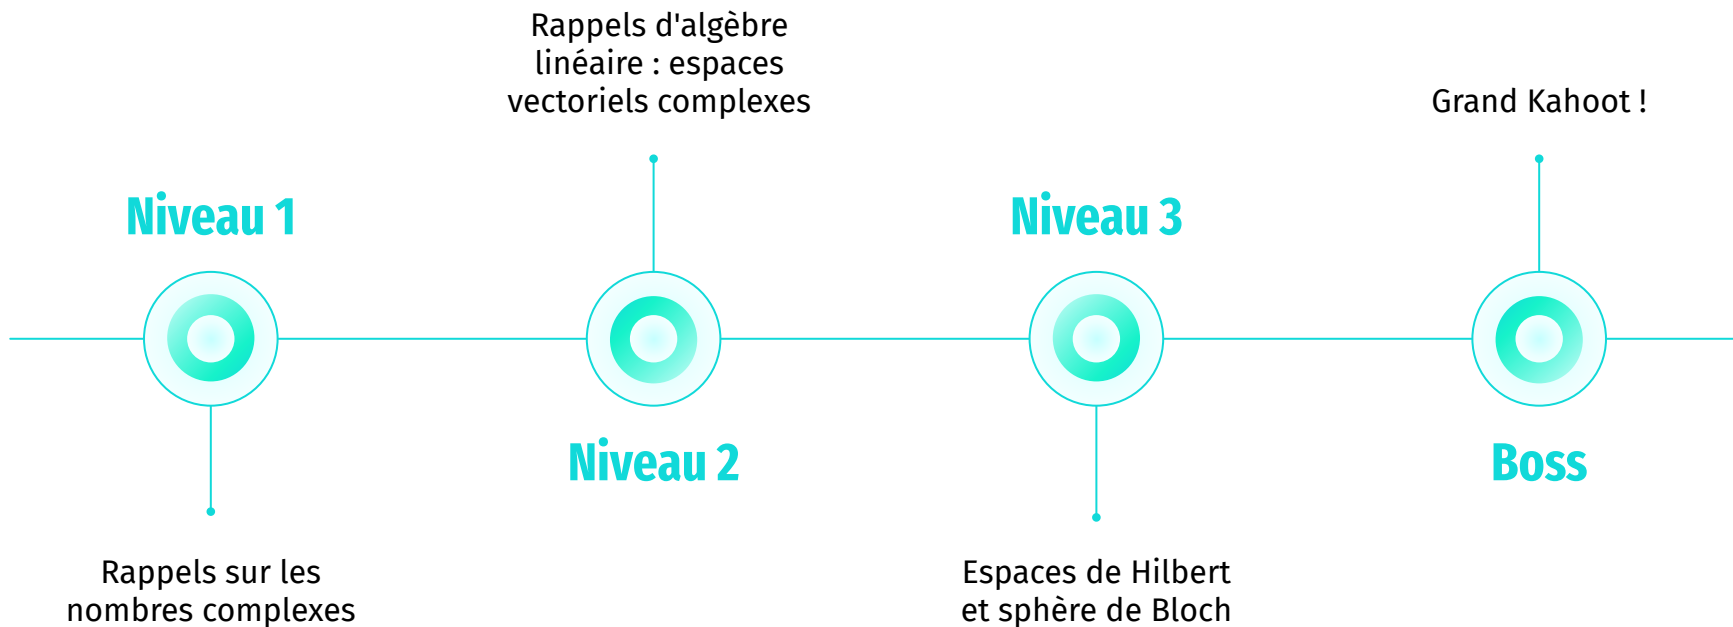 Niveau 1
Rappels sur les
nombres complexes
Rappels d'algèbre
linéaire : espaces
vectoriels complexes
Niveau 2
Niveau 3
Espaces de Hilbert
et sphère de Bloch
Grand Kahoot !
Boss